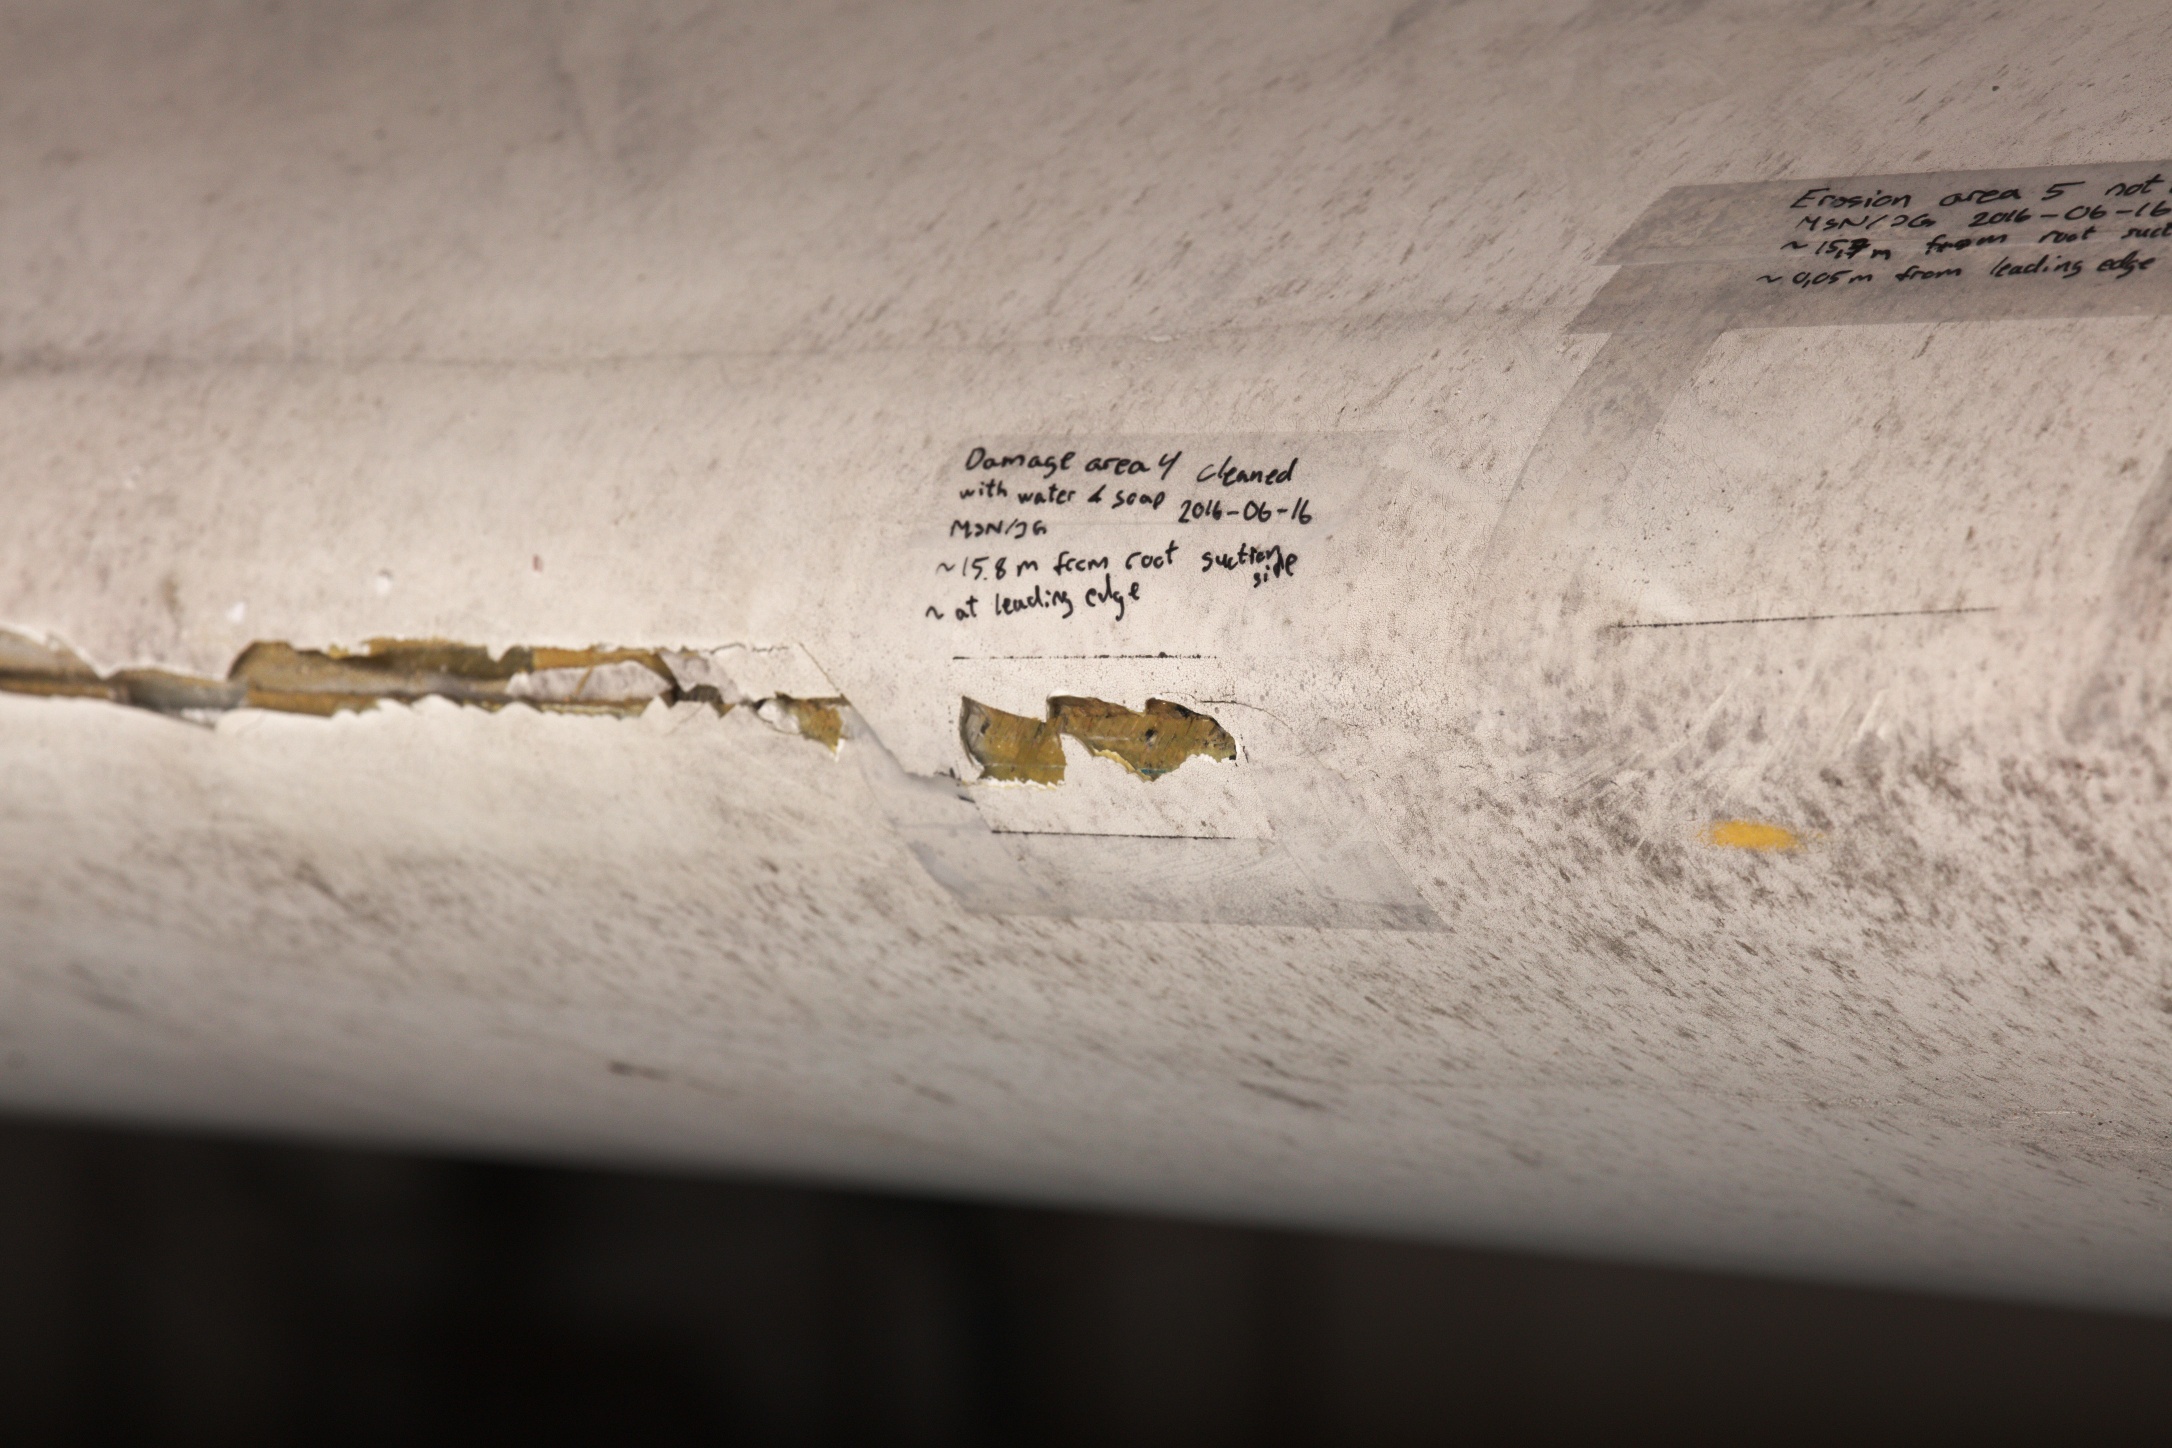 Damage area 4 cleaned
with water & soap 2016-06-16
MSN/JG
~15.8 m from root suction side
~ at leading edge
Erosion area 5 not
MSN/JG 2016-06-16
~ 15,7 m from root suct
~ 0,05 m from leading edge